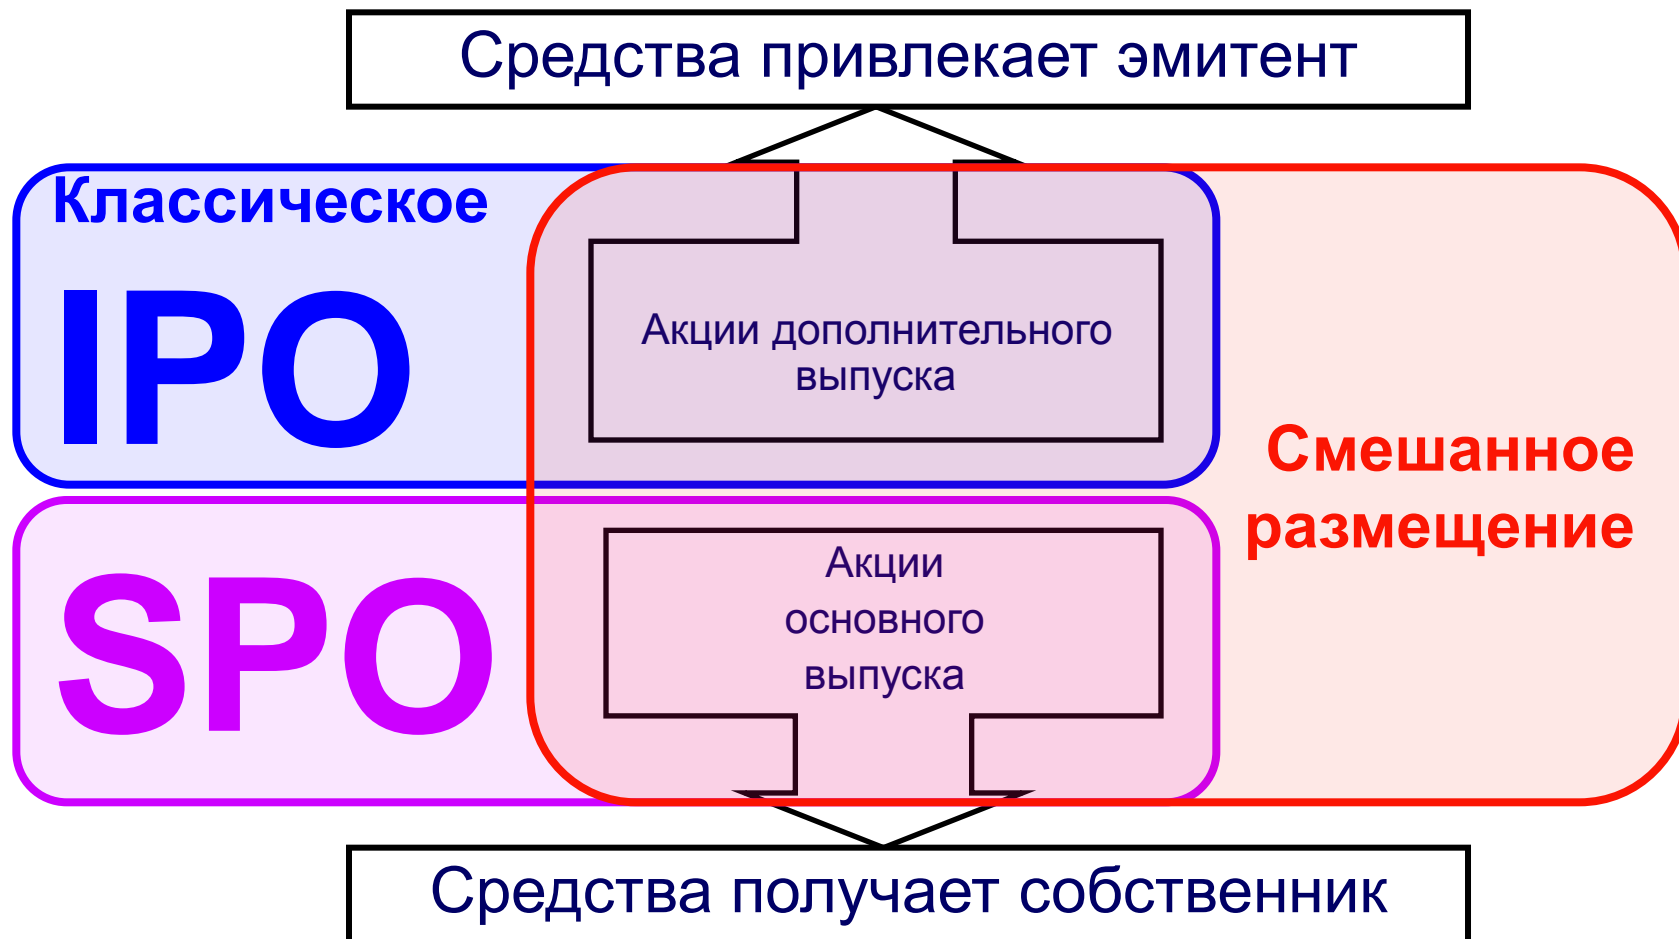 Средства привлекает эмитент
Классическое
IPO
Акции дополнительного
выпуска
Смешанное
размещение
SPO
Акции
основного
выпуска
Средства получает собственник